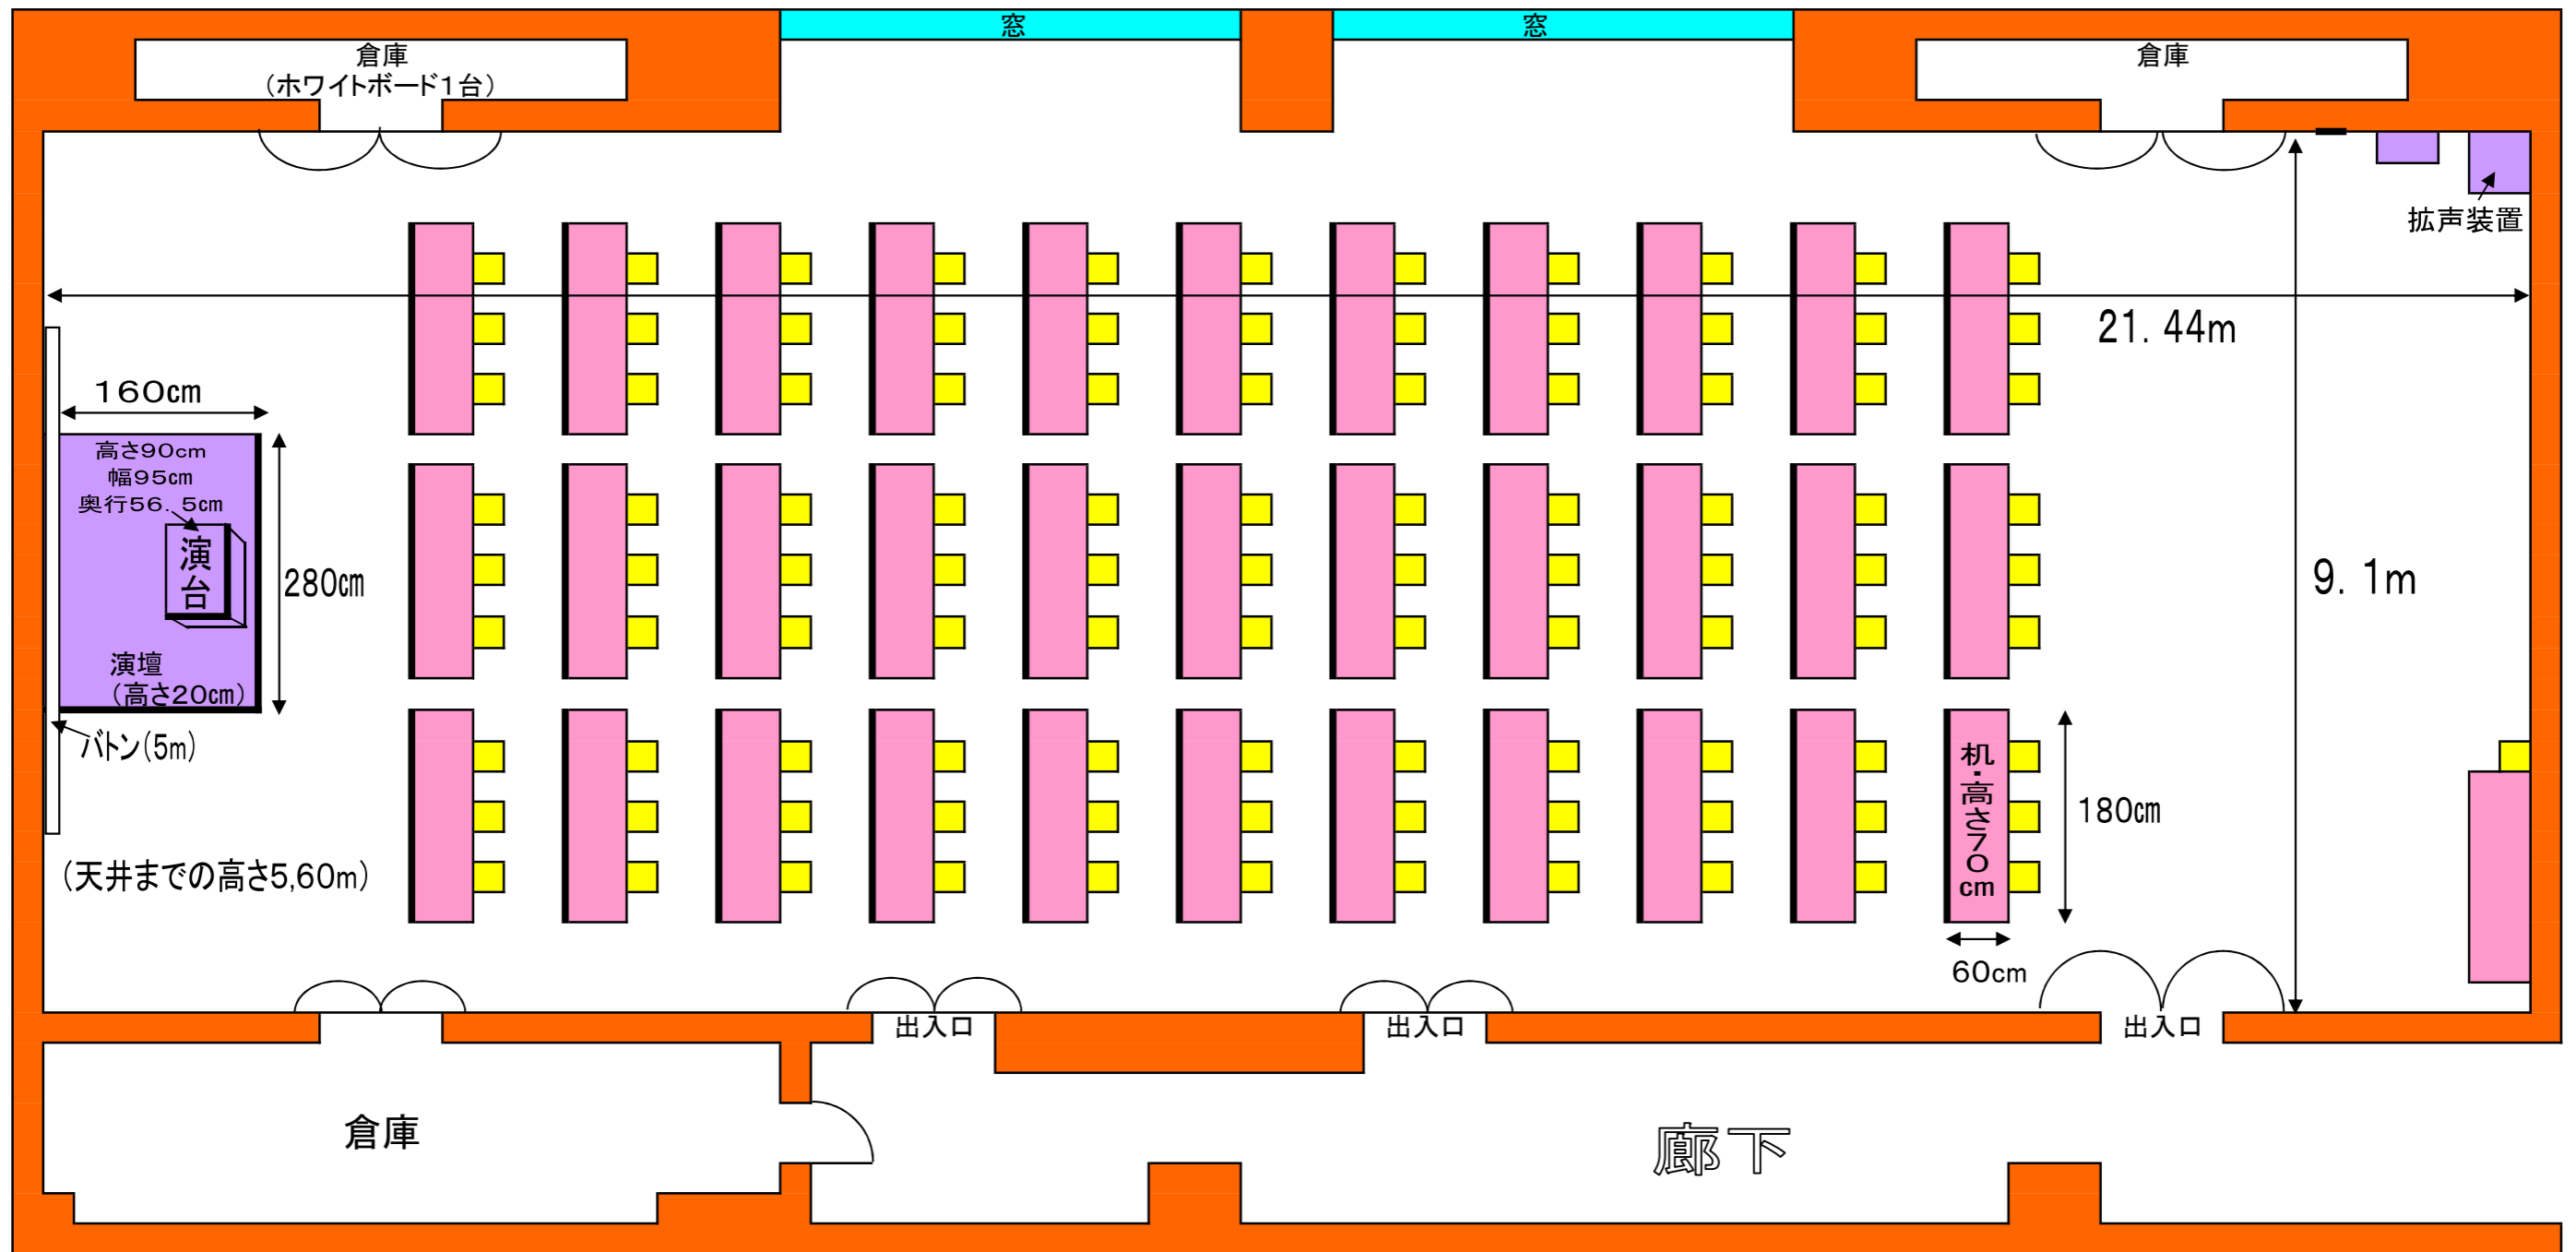 窓
窓
倉庫
(ホワイトボード1台)
倉庫
拡声装置
21.44m
160㎝
高さ90cm
幅95㎝
奥行56.5㎝
演台
280㎝
9.1m
演壇
(高さ20㎝)
バトン(5m)
机・高さ70cm
180㎝
(天井までの高さ5,60m)
60cm
出入口
出入口
出入口
倉庫
廊下